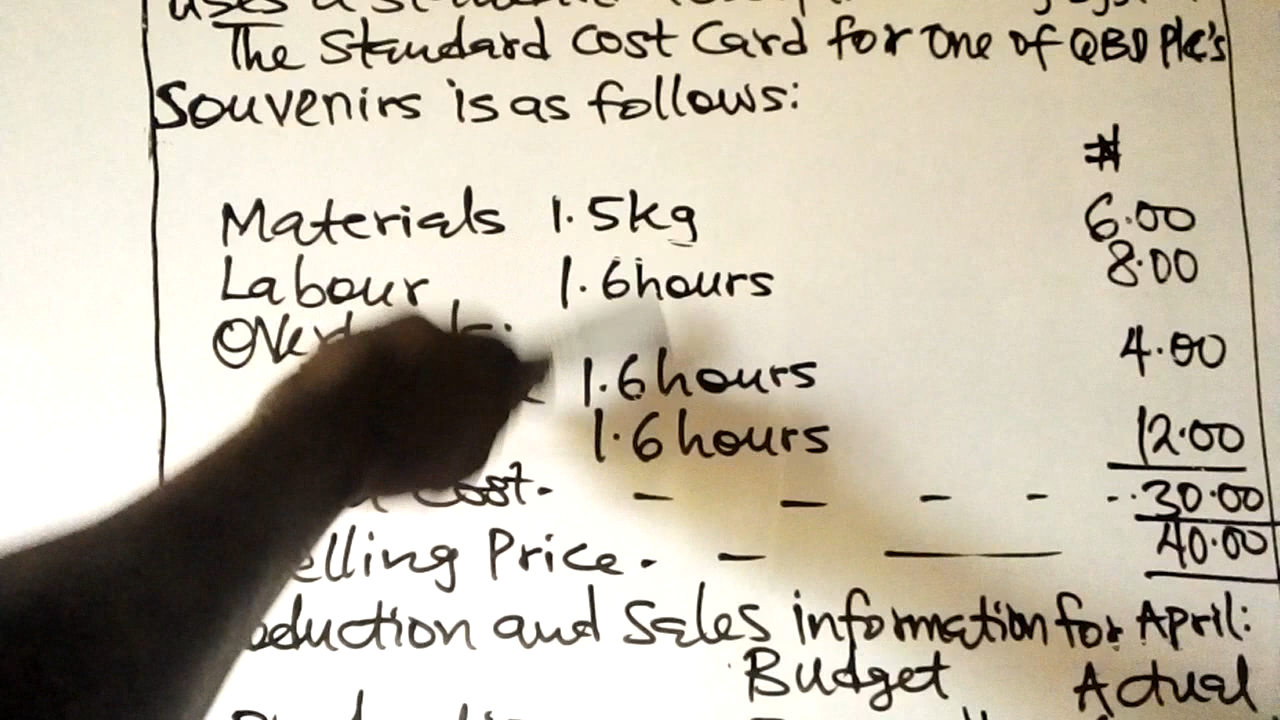 The Standard Cost Card for one of QBD Plc's
Souvenirs is as follows:
₦
Materials 1.5kg 6.00
Labour 1.6hours 8.00
4.00
1.6hours
1.6hours 12.00
Cost. - - - - 30.00
Selling Price. - — 40.00
Production and Sales information for April:
Budget Actual